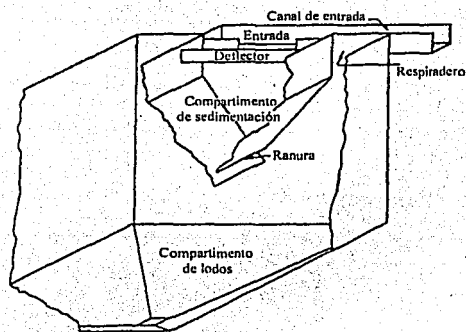 Canal de entrada
Entrada
Deflector
Respiradero
Compartimento
de sedimentación
Ranura
Compartimento
de lodos